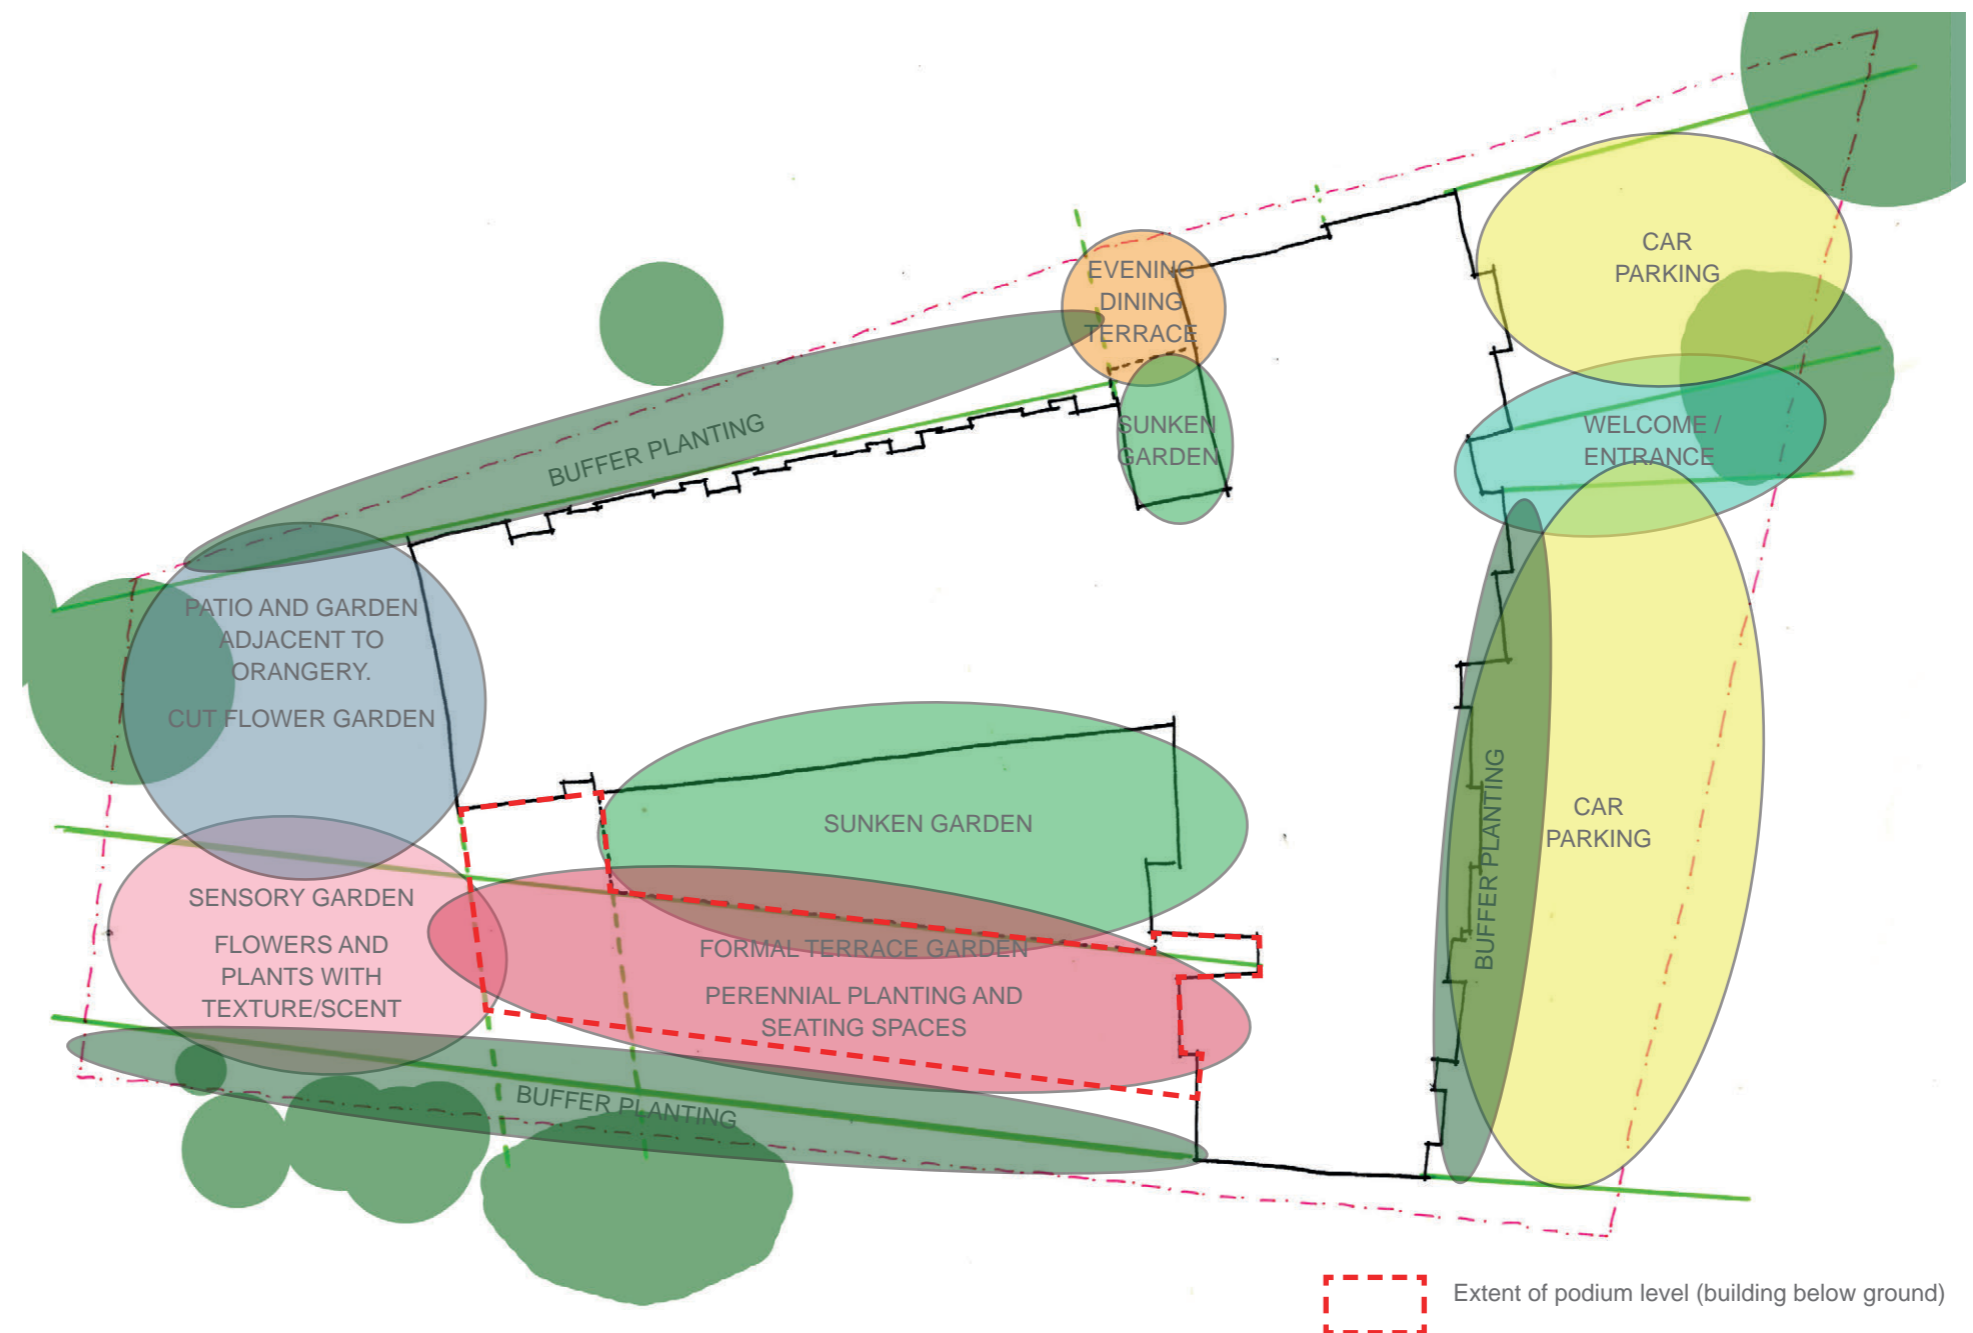 CAR
PARKING
EVENING
DINING
TERRACE
SUNKEN
GARDEN
WELCOME /
ENTRANCE
BUFFER PLANTING
PATIO AND GARDEN
ADJACENT TO
ORANGERY.
CUT FLOWER GARDEN
SUNKEN GARDEN
BUFFER PLANTING
CAR
PARKING
SENSORY GARDEN
FLOWERS AND
PLANTS WITH
TEXTURE/SCENT
FORMAL TERRACE GARDEN
PERENNIAL PLANTING AND
SEATING SPACES
BUFFER PLANTING
Extent of podium level (building below ground)